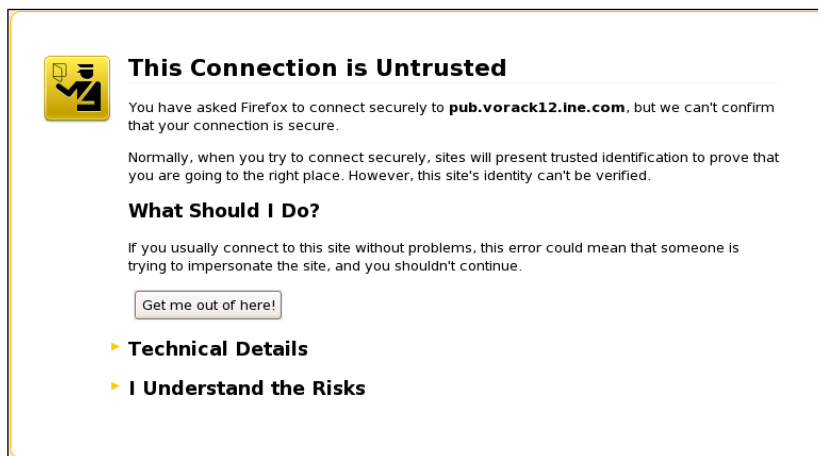 This Connection is Untrusted
You have asked Firefox to connect securely to pub.vorack12.ine.com, but we can't confirm
that your connection is secure.
Normally, when you try to connect securely, sites will present trusted identification to prove that
you are going to the right place. However, this site's identity can't be verified.
What Should I Do?
If you usually connect to this site without problems, this error could mean that someone is
trying to impersonate the site, and you shouldn't continue.
Get me out of here!
Technical Details
I Understand the Risks